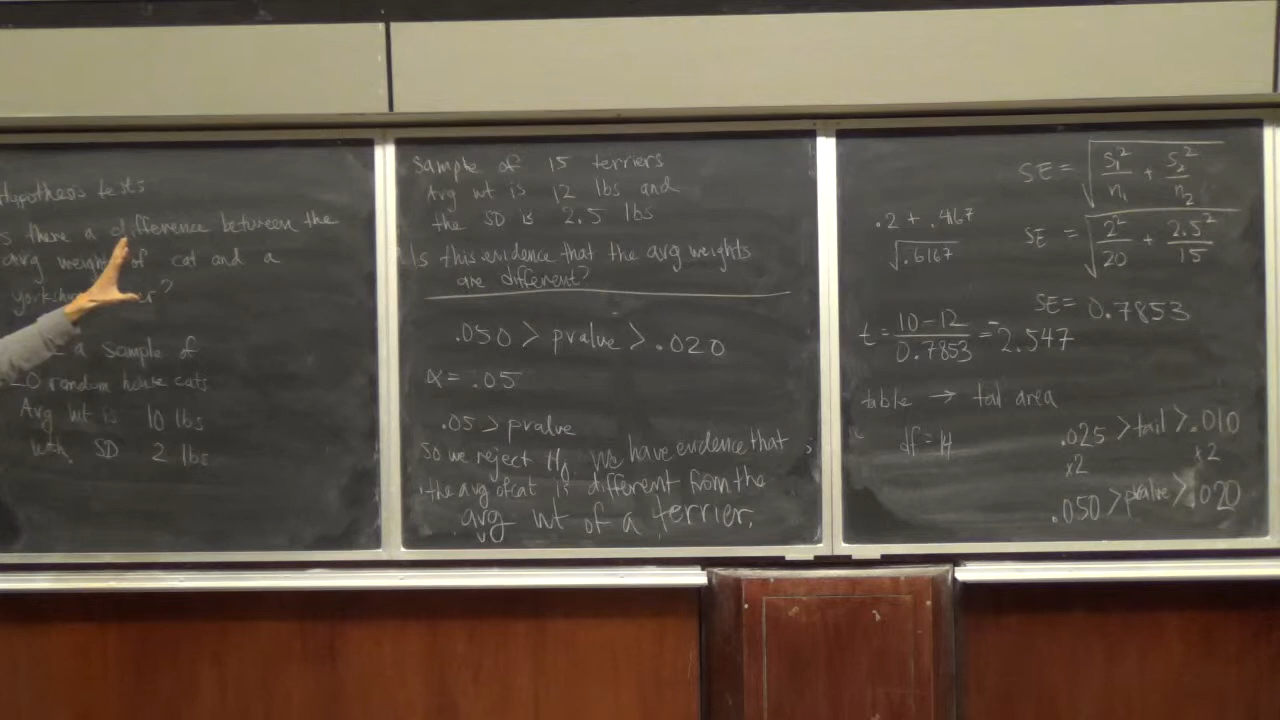 Hypothesis tests
s there a difference between the
avg weight of cat and a
yorkshi er?
a sample of
20 random house cats
Avg wt is 10 lbs
with SD 2 lbs
Sample of 15 terriers
Avg wt is 12 lbs and
the SD is 2.5 lbs
Is this evidence that the avg weights
are different?
.050 > pvalue > .020
α = .05
.05 > pvalue
So we reject H₀. We have evidence that
the avg of cat is different from the
avg wt of a terrier.
SE = √(s₁²/n₁ + s₂²/n₂)
.2 + .4167
√.6167
SE = √(2²/20 + 2.5²/15)
SE = 0.7853
t = (10 - 12)/0.7853 = -2.547
table → tail area
df = 14
.025 > tail > .010
x2 x2
.050 > pvalue > .020